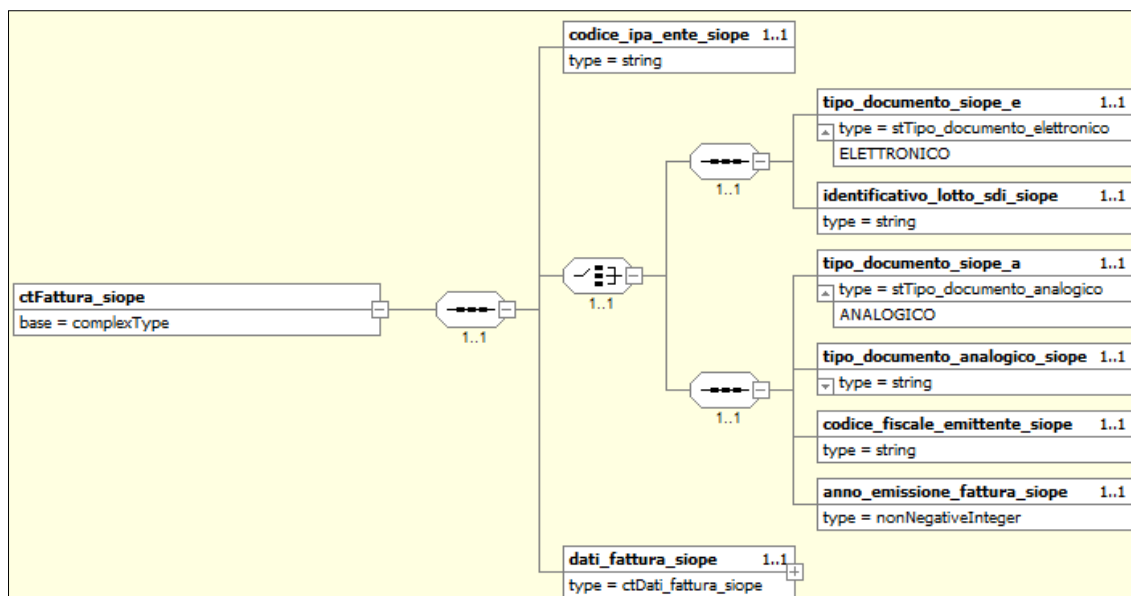 codice_ipa_ente_siope 1..1
type = string
tipo_documento_siope_e 1..1
type = stTipo_documento_elettronico
ELETTRONICO
1..1
identificativo_lotto_sdi_siope 1..1
type = string
tipo_documento_siope_a 1..1
type = stTipo_documento_analogico
ANALOGICO
1..1
ctFattura_siope
base = complexType
1..1
tipo_documento_analogico_siope 1..1
type = string
1..1
codice_fiscale_emittente_siope 1..1
type = string
anno_emissione_fattura_siope 1..1
type = nonNegativeInteger
dati_fattura_siope 1..1
type = ctDati_fattura_siope